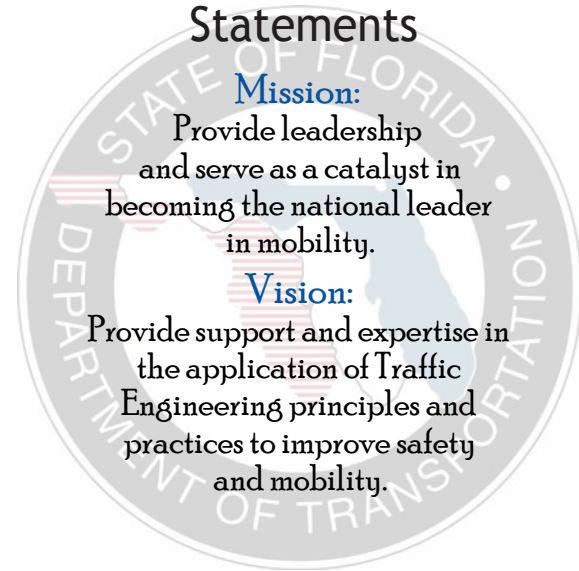 Statements
STATE OF FLORIDA
Mission:
Provide leadership
and serve as a catalyst in
becoming the national leader
in mobility.
Vision:
Provide support and expertise in
the application of Traffic
Engineering principles and
practices to improve safety
and mobility.
DEPARTMENT OF TRANSPORTATION